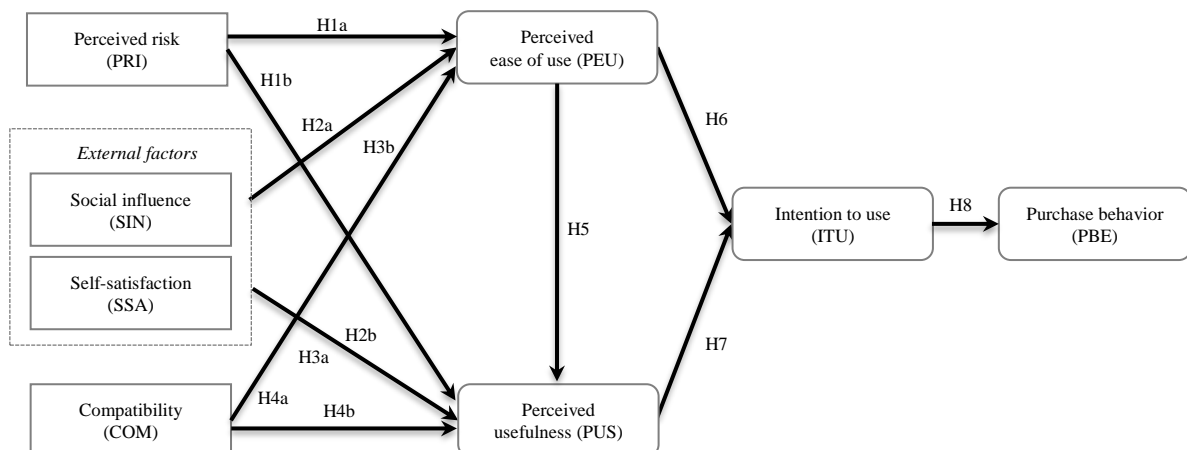 Perceived risk
(PRI)
H1a
Perceived
ease of use (PEU)
H1b
H2a
H3b
H6
External factors
Social influence
(SIN)
Self-satisfaction
(SSA)
H5
Intention to use
(ITU)
H8
Purchase behavior
(PBE)
H2b
H3a
H7
Compatibility
(COM)
H4a
H4b
Perceived
usefulness (PUS)